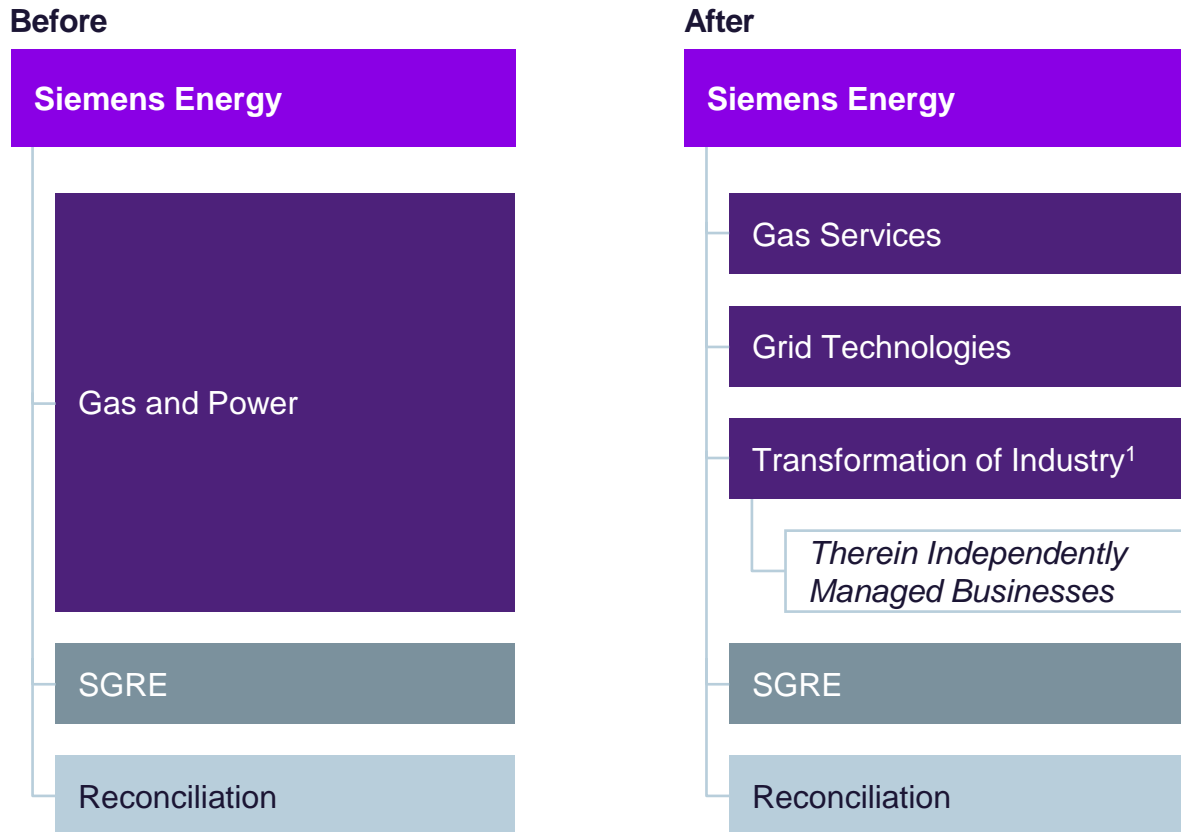 Before
Siemens Energy
Gas and Power
SGRE
Reconciliation
After
Siemens Energy
Gas Services
Grid Technologies
Transformation of Industry¹
Therein Independently
Managed Businesses
SGRE
Reconciliation